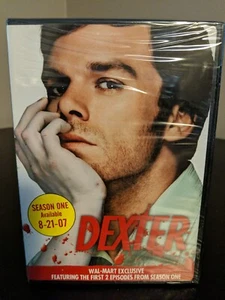 SEASON ONE
Available
8-21-07
DEXTER
WAL-MART EXCLUSIVE
FEATURING THE FIRST 2 EPISODES FROM SEASON ONE